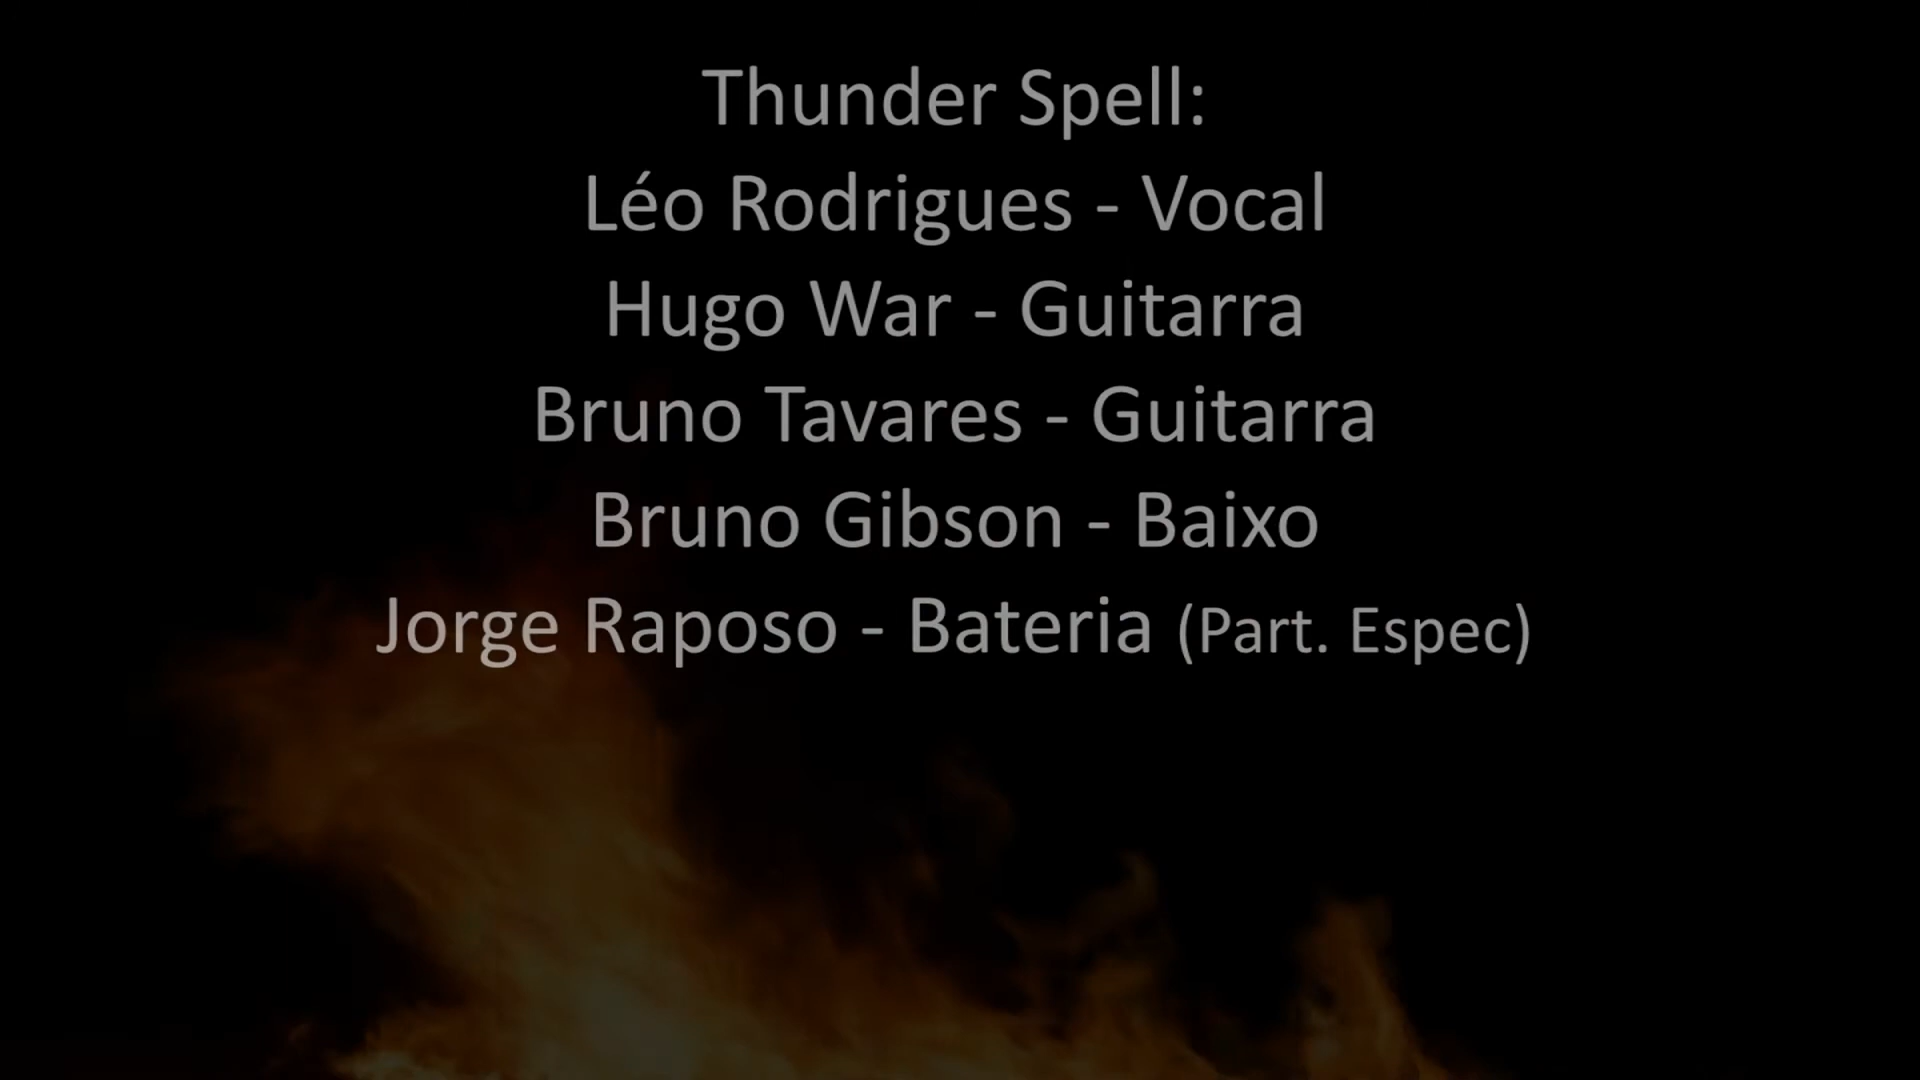 Thunder Spell:
Léo Rodrigues - Vocal
Hugo War - Guitarra
Bruno Tavares - Guitarra
Bruno Gibson - Baixo
Jorge Raposo - Bateria (Part. Espec)